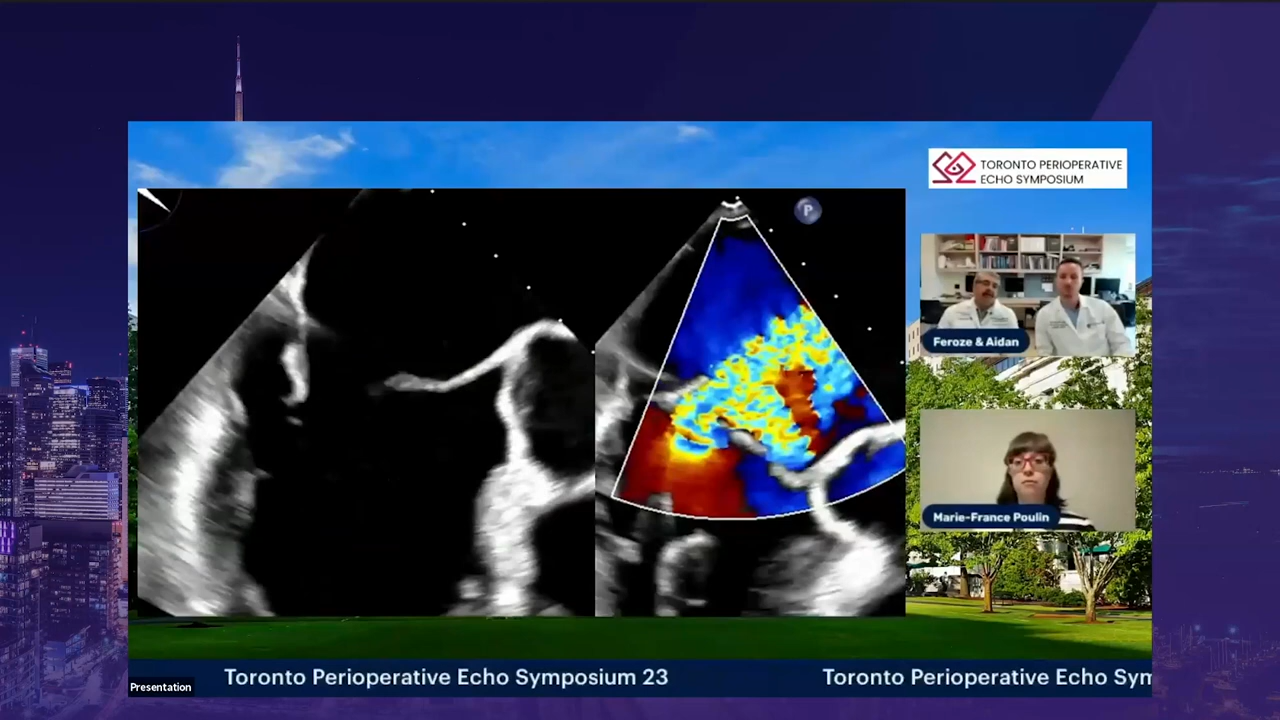 TORONTO PERIOPERATIVE
ECHO SYMPOSIUM
P
Feroze & Aidan
Marie-France Poulin
Toronto Perioperative Echo Symposium 23
Toronto Perioperative Echo Sym
Presentation